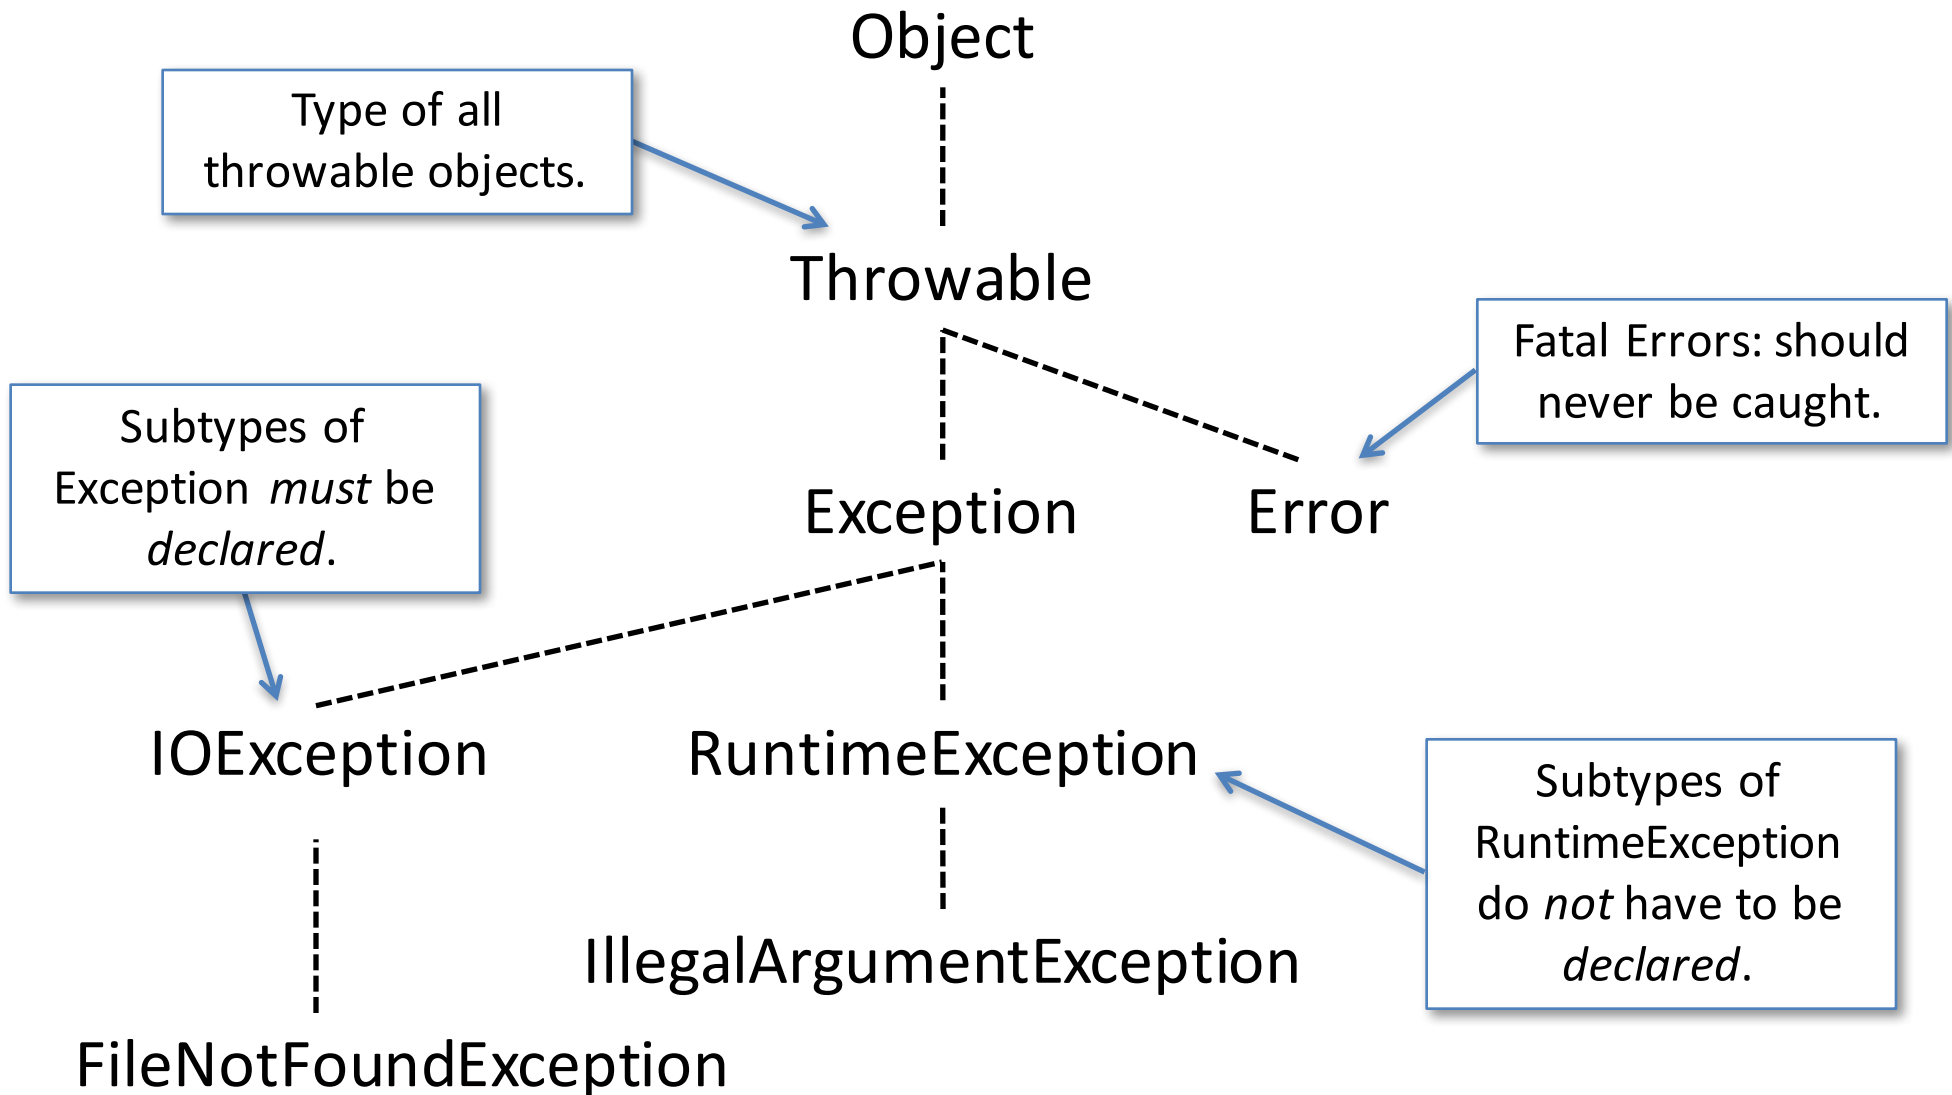 Object
Type of all
throwable objects.
Throwable
Fatal Errors: should
never be caught.
Subtypes of
Exception must be
declared.
Exception
Error
IOException
RuntimeException
Subtypes of
RuntimeException
do not have to be
declared.
IllegalArgumentException
FileNotFoundException